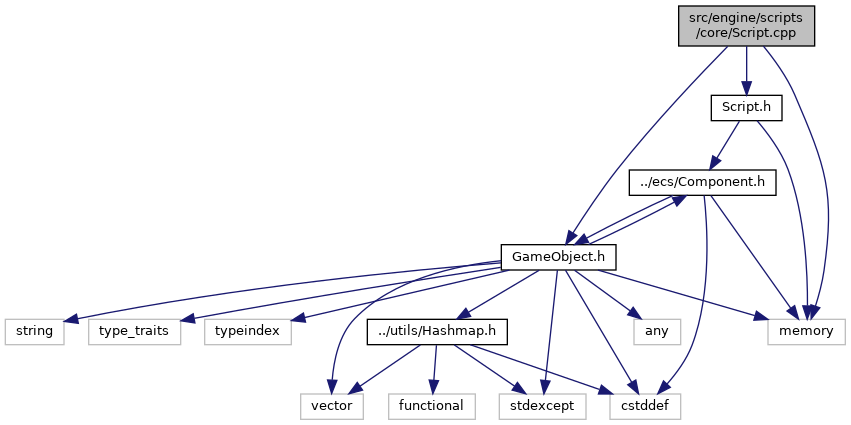 src/engine/scripts
/core/Script.cpp
Script.h
../ecs/Component.h
GameObject.h
string
type_traits
typeindex
../utils/Hashmap.h
any
memory
vector
functional
stdexcept
cstddef